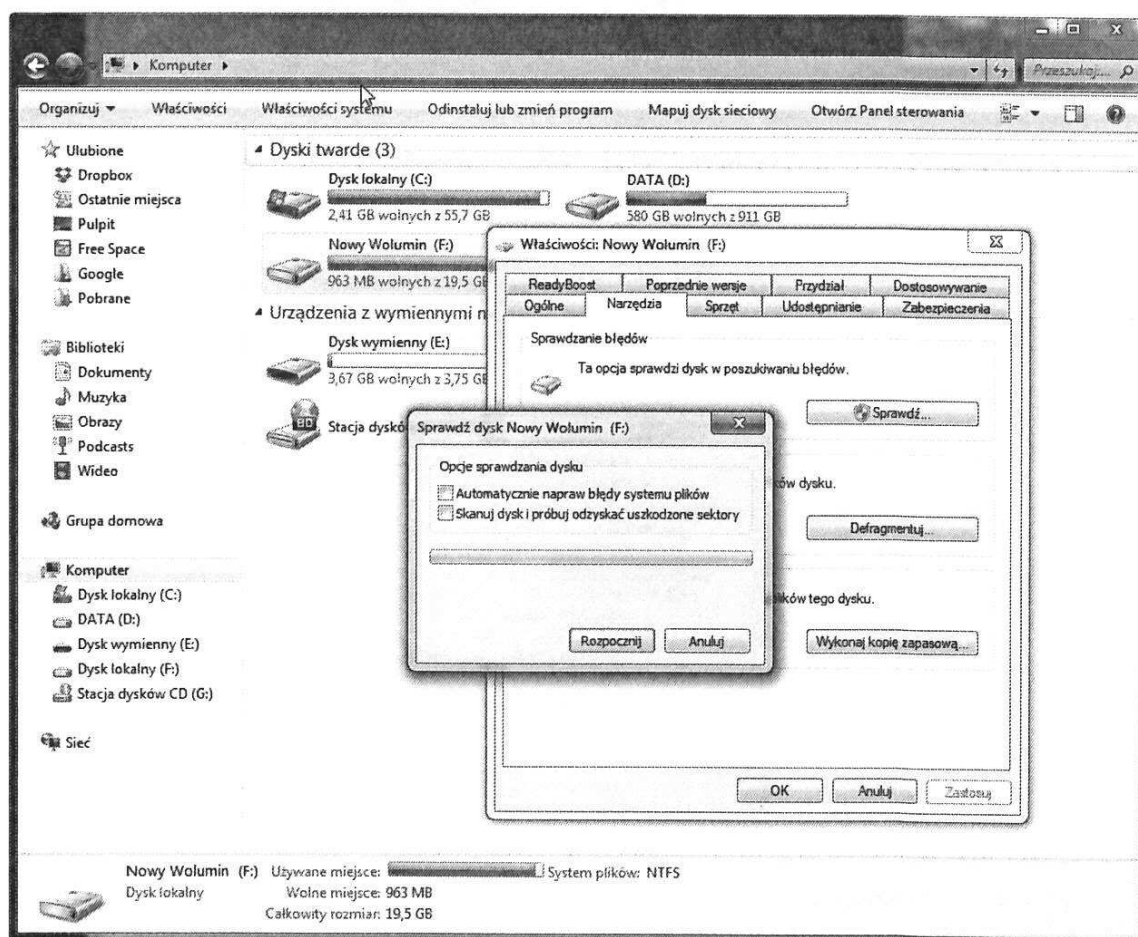 Komputer
Przeszukaj...
Organizuj Właściwości Właściwości systemu Odinstaluj lub zmień program Mapuj dysk sieciowy Otwórz Panel sterowania
Ulubione
Dropbox
Ostatnie miejsca
Pulpit
Free Space
Google
Pobrane
Biblioteki
Dokumenty
Muzyka
Obrazy
Podcasts
Wideo
Grupa domowa
Komputer
Dysk lokalny (C:)
DATA (D:)
Dysk wymienny (E:)
Dysk lokalny (F:)
Stacja dysków CD (G:)
Sieć
Dyski twarde (3)
Dysk lokalny (C:)
2,41 GB wolnych z 55,7 GB
DATA (D:)
580 GB wolnych z 911 GB
Nowy Wolumin (F:)
963 MB wolnych z 19,5 G
Urządzenia z wymiennymi n
Dysk wymienny (E:)
3,67 GB wolnych z 3,75 G
BD
Stacja dyskó
Właściwości: Nowy Wolumin (F:)
ReadyBoost Poprzednie wersje Przydział Dostosowywanie
Ogólne Narzędzia Sprzęt Udostępnianie Zabezpieczenia
Sprawdzanie błędów
Ta opcja sprawdzi dysk w poszukiwaniu błędów.
Sprawdź...
ów dysku.
Defragmentuj...
ików tego dysku.
Wykonaj kopię zapasową...
OK Anuluj Zastosuj
Sprawdź dysk Nowy Wolumin (F:)
Opcje sprawdzania dysku
Automatycznie napraw błędy systemu plików
Skanuj dysk i próbuj odzyskać uszkodzone sektory
Rozpocznij Anuluj
Nowy Wolumin (F:) Używane miejsce: System plików: NTFS
Dysk lokalny Wolne miejsce: 963 MB
Całkowity rozmiar: 19,5 GB